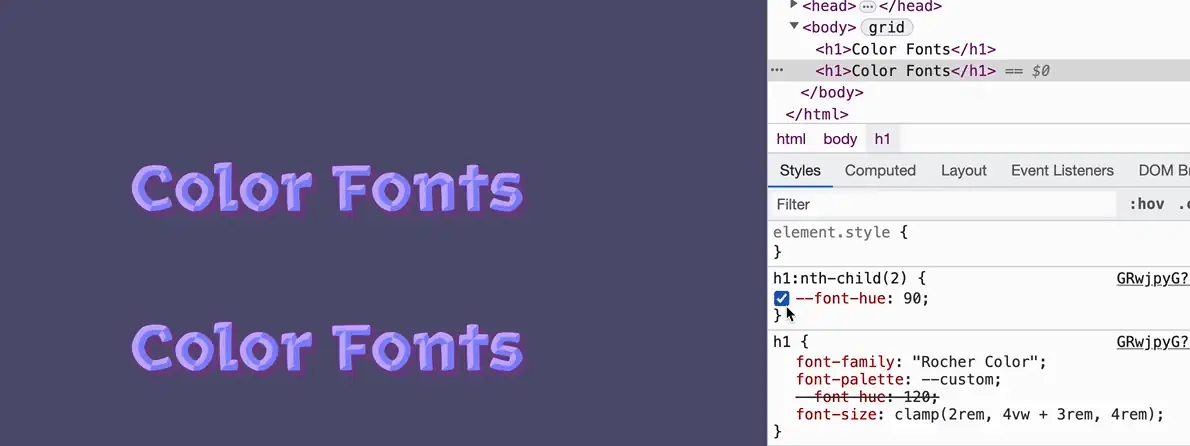 Color Fonts
Color Fonts
<head> ⋯ </head>
<body> grid
<h1>Color Fonts</h1>
⋯ <h1>Color Fonts</h1> == $0
</body>
</html>
html body h1
Styles Computed Layout Event Listeners DOM Br
Filter :hov .c
element.style {
}
h1:nth-child(2) { GRwjpyG?
--font-hue: 90;
}
h1 { GRwjpyG?
font-family: "Rocher Color";
font-palette: --custom;
--font-hue: 120;
font-size: clamp(2rem, 4vw + 3rem, 4rem);
}